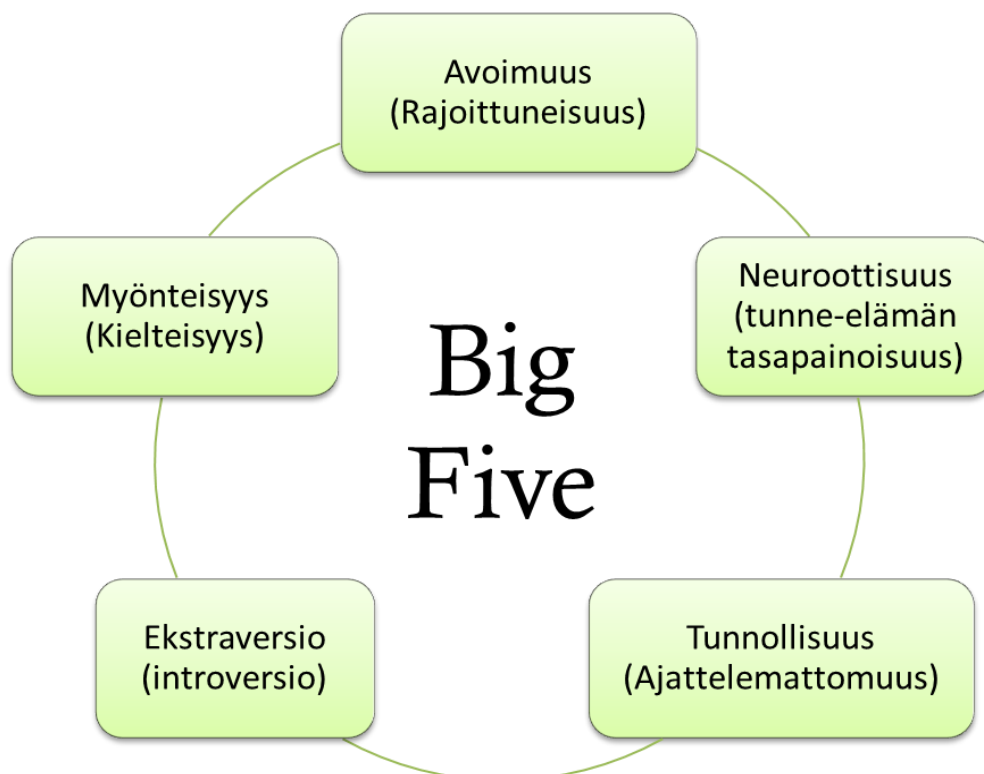 Avoimuus
(Rajoittuneisuus)
Neuroottisuus
(tunne-elämän
tasapainoisuus)
Tunnollisuus
(Ajattelemattomuus)
Ekstraversio
(introversio)
Myönteisyys
(Kielteisyys)
Big
Five